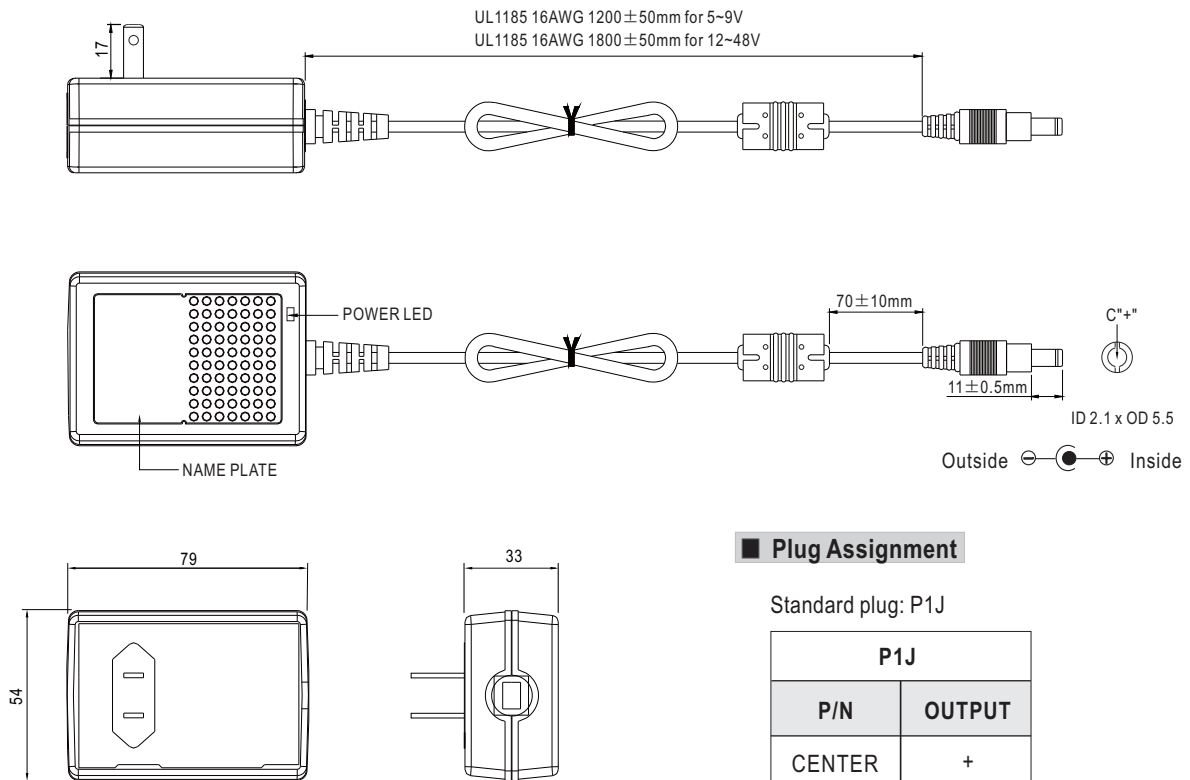 UL1185 16AWG 1200±50mm for 5~9V
UL1185 16AWG 1800±50mm for 12~48V
17
POWER LED
NAME PLATE
70±10mm
C"+"
11±0.5mm
ID 2.1 x OD 5.5
Outside ⊖ ⊕ Inside
79
33
54
■ Plug Assignment
Standard plug: P1J
P1J
P/N OUTPUT
CENTER +